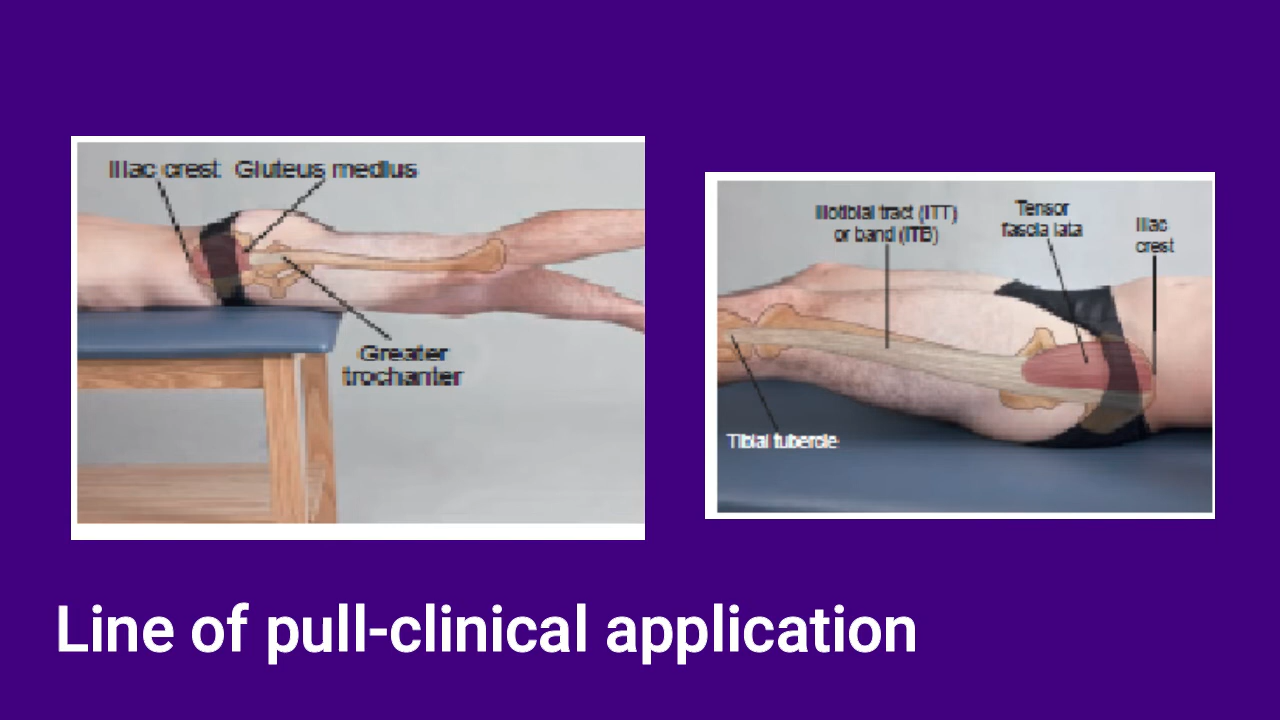 Iliac crest Gluteus medius
Greater
trochanter
Iliotibial tract (ITT)
or band (ITB)
Tensor
fascia lata
Iliac
crest
Tibial tubercle
Line of pull-clinical application